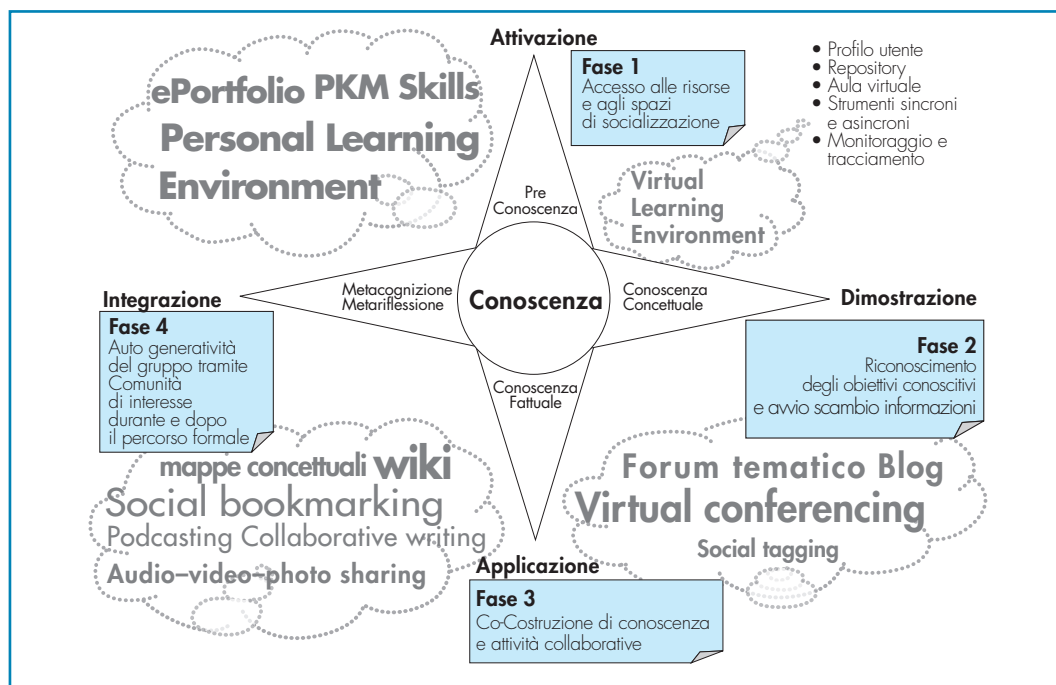 Attivazione
Fase 1
Accesso alle risorse
e agli spazi
di socializzazione
• Profilo utente
• Repository
• Aula virtuale
• Strumenti sincroni
e asincroni
• Monitoraggio e
tracciamento
ePortfolio PKM Skills
Personal Learning
Environment
Virtual
Learning
Environment
Pre
Conoscenza
Integrazione
Metacognizione
Metariflessione
Conoscenza
Conoscenza
Concettuale
Dimostrazione
Fase 4
Auto generatività
del gruppo tramite
Comunità
di interesse
durante e dopo
il percorso formale
Fase 2
Riconoscimento
degli obiettivi conoscitivi
e avvio scambio informazioni
Conoscenza
Fattuale
mappe concettuali wiki
Social bookmarking
Podcasting Collaborative writing
Audio–video–photo sharing
Forum tematico Blog
Virtual conferencing
Social tagging
Applicazione
Fase 3
Co-Costruzione di conoscenza
e attività collaborative